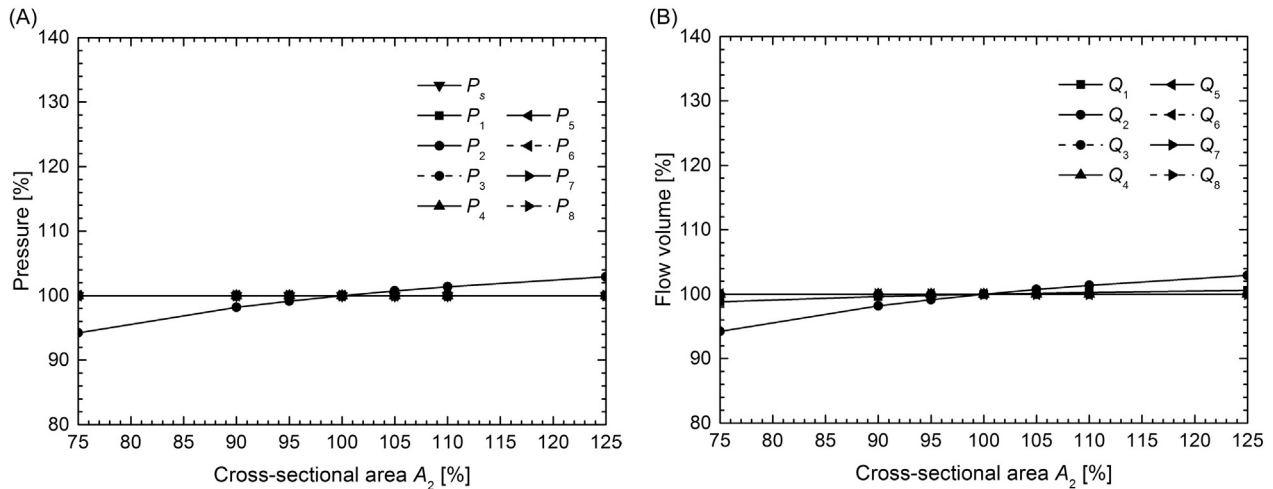 (A)
Pressure [%]
140
130
120
110
100
90
80
75 80 85 90 95 100 105 110 115 120 125
Cross-sectional area A₂ [%]
Pₛ
P₁ P₅
P₂ P₆
P₃ P₇
P₄ P₈
(B)
Flow volume [%]
140
130
120
110
100
90
80
75 80 85 90 95 100 105 110 115 120 125
Cross-sectional area A₂ [%]
Q₁ Q₅
Q₂ Q₆
Q₃ Q₇
Q₄ Q₈